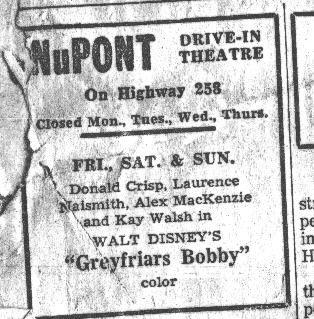 NuPONT DRIVE-IN THEATRE
On Highway 258
Closed Mon., Tues., Wed., Thurs.
FRI., SAT. & SUN.
Donald Crisp, Laurence
Naismith, Alex MacKenzie
and Kay Walsh in
WALT DISNEY'S
"Greyfriars Bobby"
color